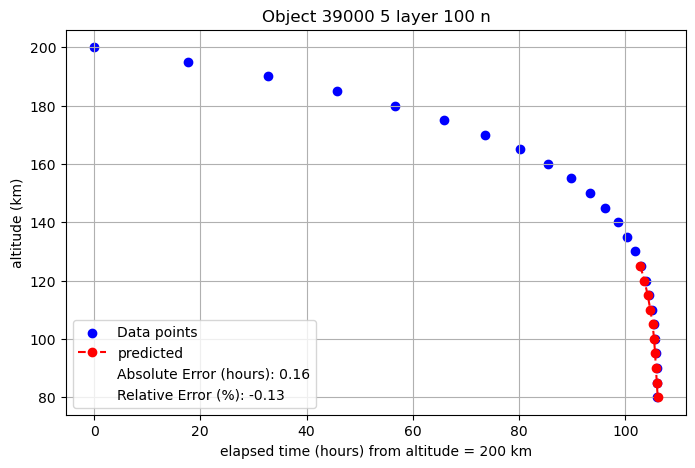 Object 39000 5 layer 100 n
altitude (km)
200
180
160
140
120
100
80
Data points
predicted
Absolute Error (hours): 0.16
Relative Error (%): -0.13
0 20 40 60 80 100
elapsed time (hours) from altitude = 200 km